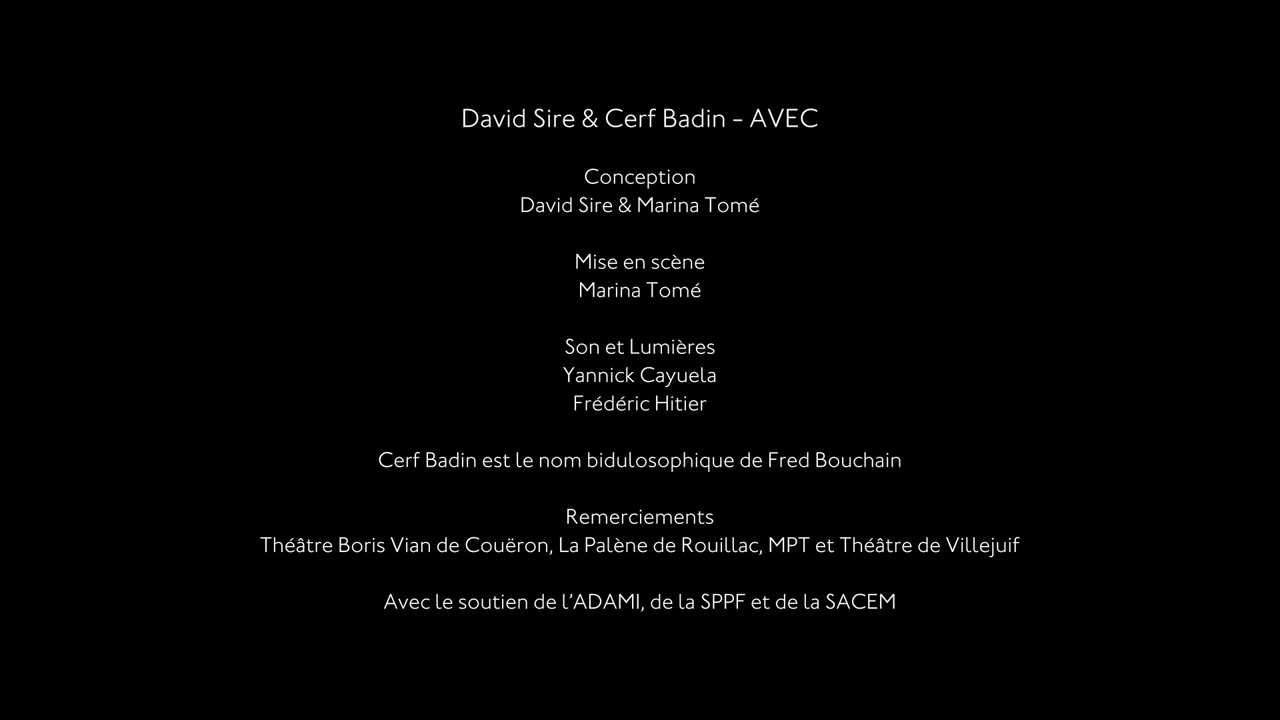 David Sire & Cerf Badin - AVEC
Conception
David Sire & Marina Tomé
Mise en scène
Marina Tomé
Son et Lumières
Yannick Cayuela
Frédéric Hitier
Cerf Badin est le nom bidulosophique de Fred Bouchain
Remerciements
Théâtre Boris Vian de Couëron, La Palène de Rouillac, MPT et Théâtre de Villejuif
Avec le soutien de l'ADAMI, de la SPPF et de la SACEM